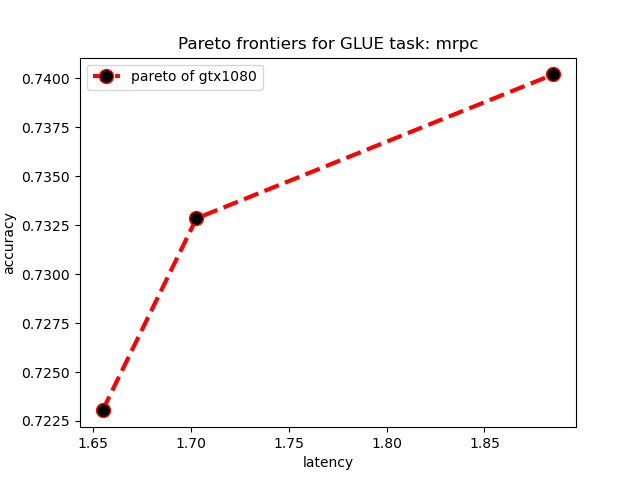 Pareto frontiers for GLUE task: mrpc
pareto of gtx1080
accuracy
0.7400
0.7375
0.7350
0.7325
0.7300
0.7275
0.7250
0.7225
1.65 1.70 1.75 1.80 1.85
latency